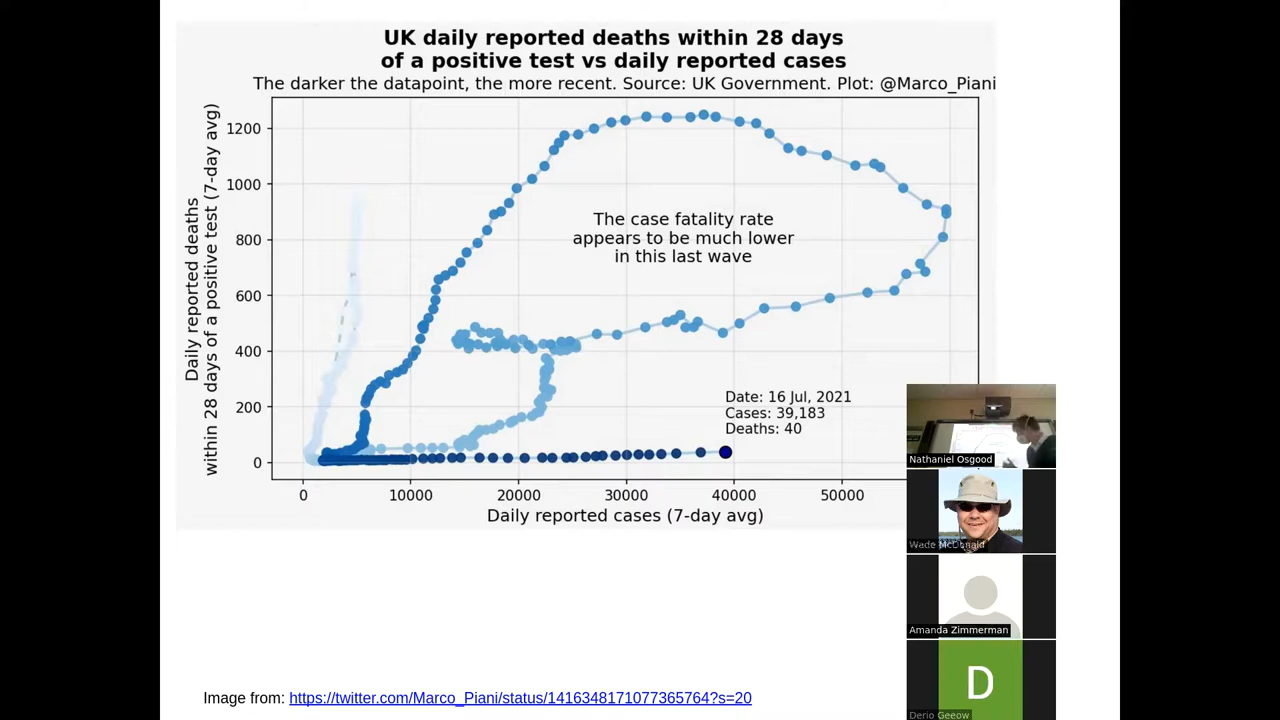 UK daily reported deaths within 28 days
of a positive test vs daily reported cases
The darker the datapoint, the more recent. Source: UK Government. Plot: @Marco_Piani
Daily reported deaths
within 28 days of a positive test (7-day avg)
1200
1000
800
600
400
200
0
The case fatality rate
appears to be much lower
in this last wave
Date: 16 Jul, 2021
Cases: 39,183
Deaths: 40
0
10000
20000
30000
40000
50000
Daily reported cases (7-day avg)
Nathaniel Osgood
Wade McDonald
Amanda Zimmerman
D
Derio Geeow
Image from: https://twitter.com/Marco_Piani/status/1416348171077365764?s=20